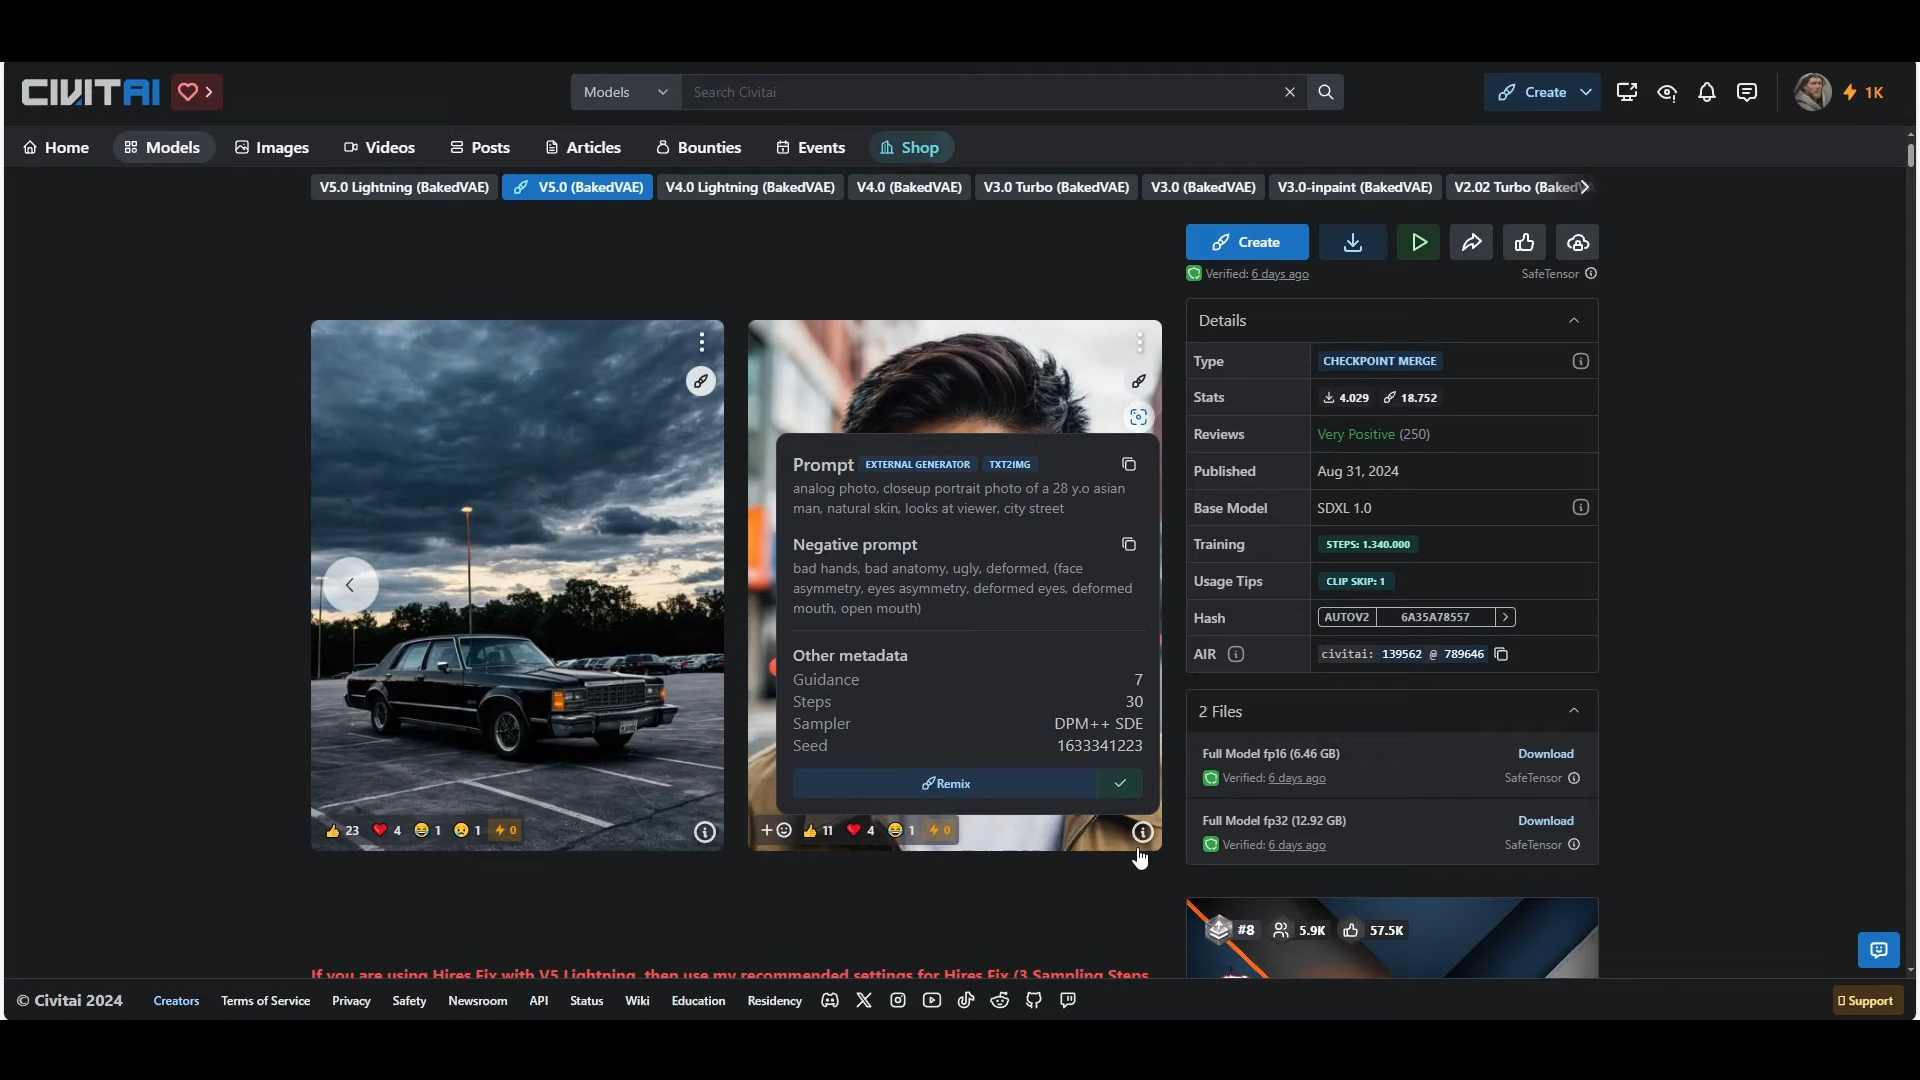 CIVITAI
Models
Search Civitai
Create
1K
Home
Models
Images
Videos
Posts
Articles
Bounties
Events
Shop
V5.0 Lightning (BakedVAE)
V5.0 (BakedVAE)
V4.0 Lightning (BakedVAE)
V4.0 (BakedVAE)
V3.0 Turbo (BakedVAE)
V3.0 (BakedVAE)
V3.0-inpaint (BakedVAE)
V2.02 Turbo (BakedV
Create
Verified: 6 days ago
SafeTensor
Details
Type
CHECKPOINT MERGE
Stats
4.029
18.752
Reviews
Very Positive (250)
Published
Aug 31, 2024
Base Model
SDXL 1.0
Training
STEPS: 1.340.000
Usage Tips
CLIP SKIP: 1
Hash
AUTOV2
6A35A78557
AIR
civitai: 139562 @ 789646
Prompt
EXTERNAL GENERATOR
TXT2IMG
analog photo, closeup portrait photo of a 28 y.o asian
man, natural skin, looks at viewer, city street
Negative prompt
bad hands, bad anatomy, ugly, deformed, (face
asymmetry, eyes asymmetry, deformed eyes, deformed
mouth, open mouth)
Other metadata
Guidance 7
Steps 30
Sampler DPM++ SDE
Seed 1633341223
Remix
23
4
1
1
0
11
4
1
0
2 Files
Full Model fp16 (6.46 GB)
Download
Verified: 6 days ago
SafeTensor
Full Model fp32 (12.92 GB)
Download
Verified: 6 days ago
SafeTensor
#8
5.9K
57.5K
If you are using Hires Fix with V5 Lightning, then use my recommended settings for Hires Fix (3 Sampling Steps
© Civitai 2024
Creators
Terms of Service
Privacy
Safety
Newsroom
API
Status
Wiki
Education
Residency
Support